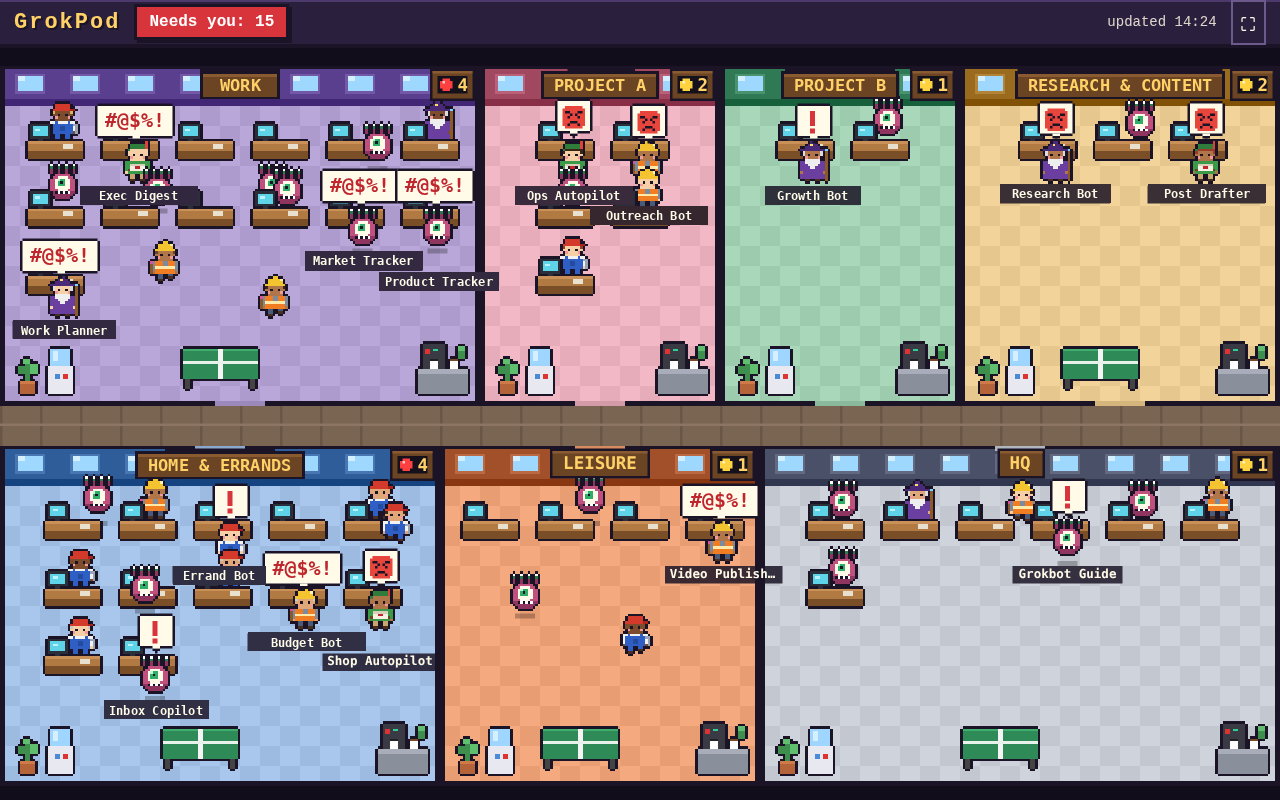 GrokPod
Needs you: 15
updated 14:24
WORK
4
PROJECT A
2
PROJECT B
1
RESEARCH & CONTENT
2
#@$%!
!
Exec Digest
Ops Autopilot
Growth Bot
Research Bot
Post Drafter
#@$%!
#@$%!
Outreach Bot
#@$%!
Market Tracker
Product Tracker
Work Planner
HOME & ERRANDS
4
LEISURE
1
HQ
1
!
#@$%!
!
Errand Bot
#@$%!
Video Publish…
Grokbot Guide
Budget Bot
Shop Autopilot
!
Inbox Copilot